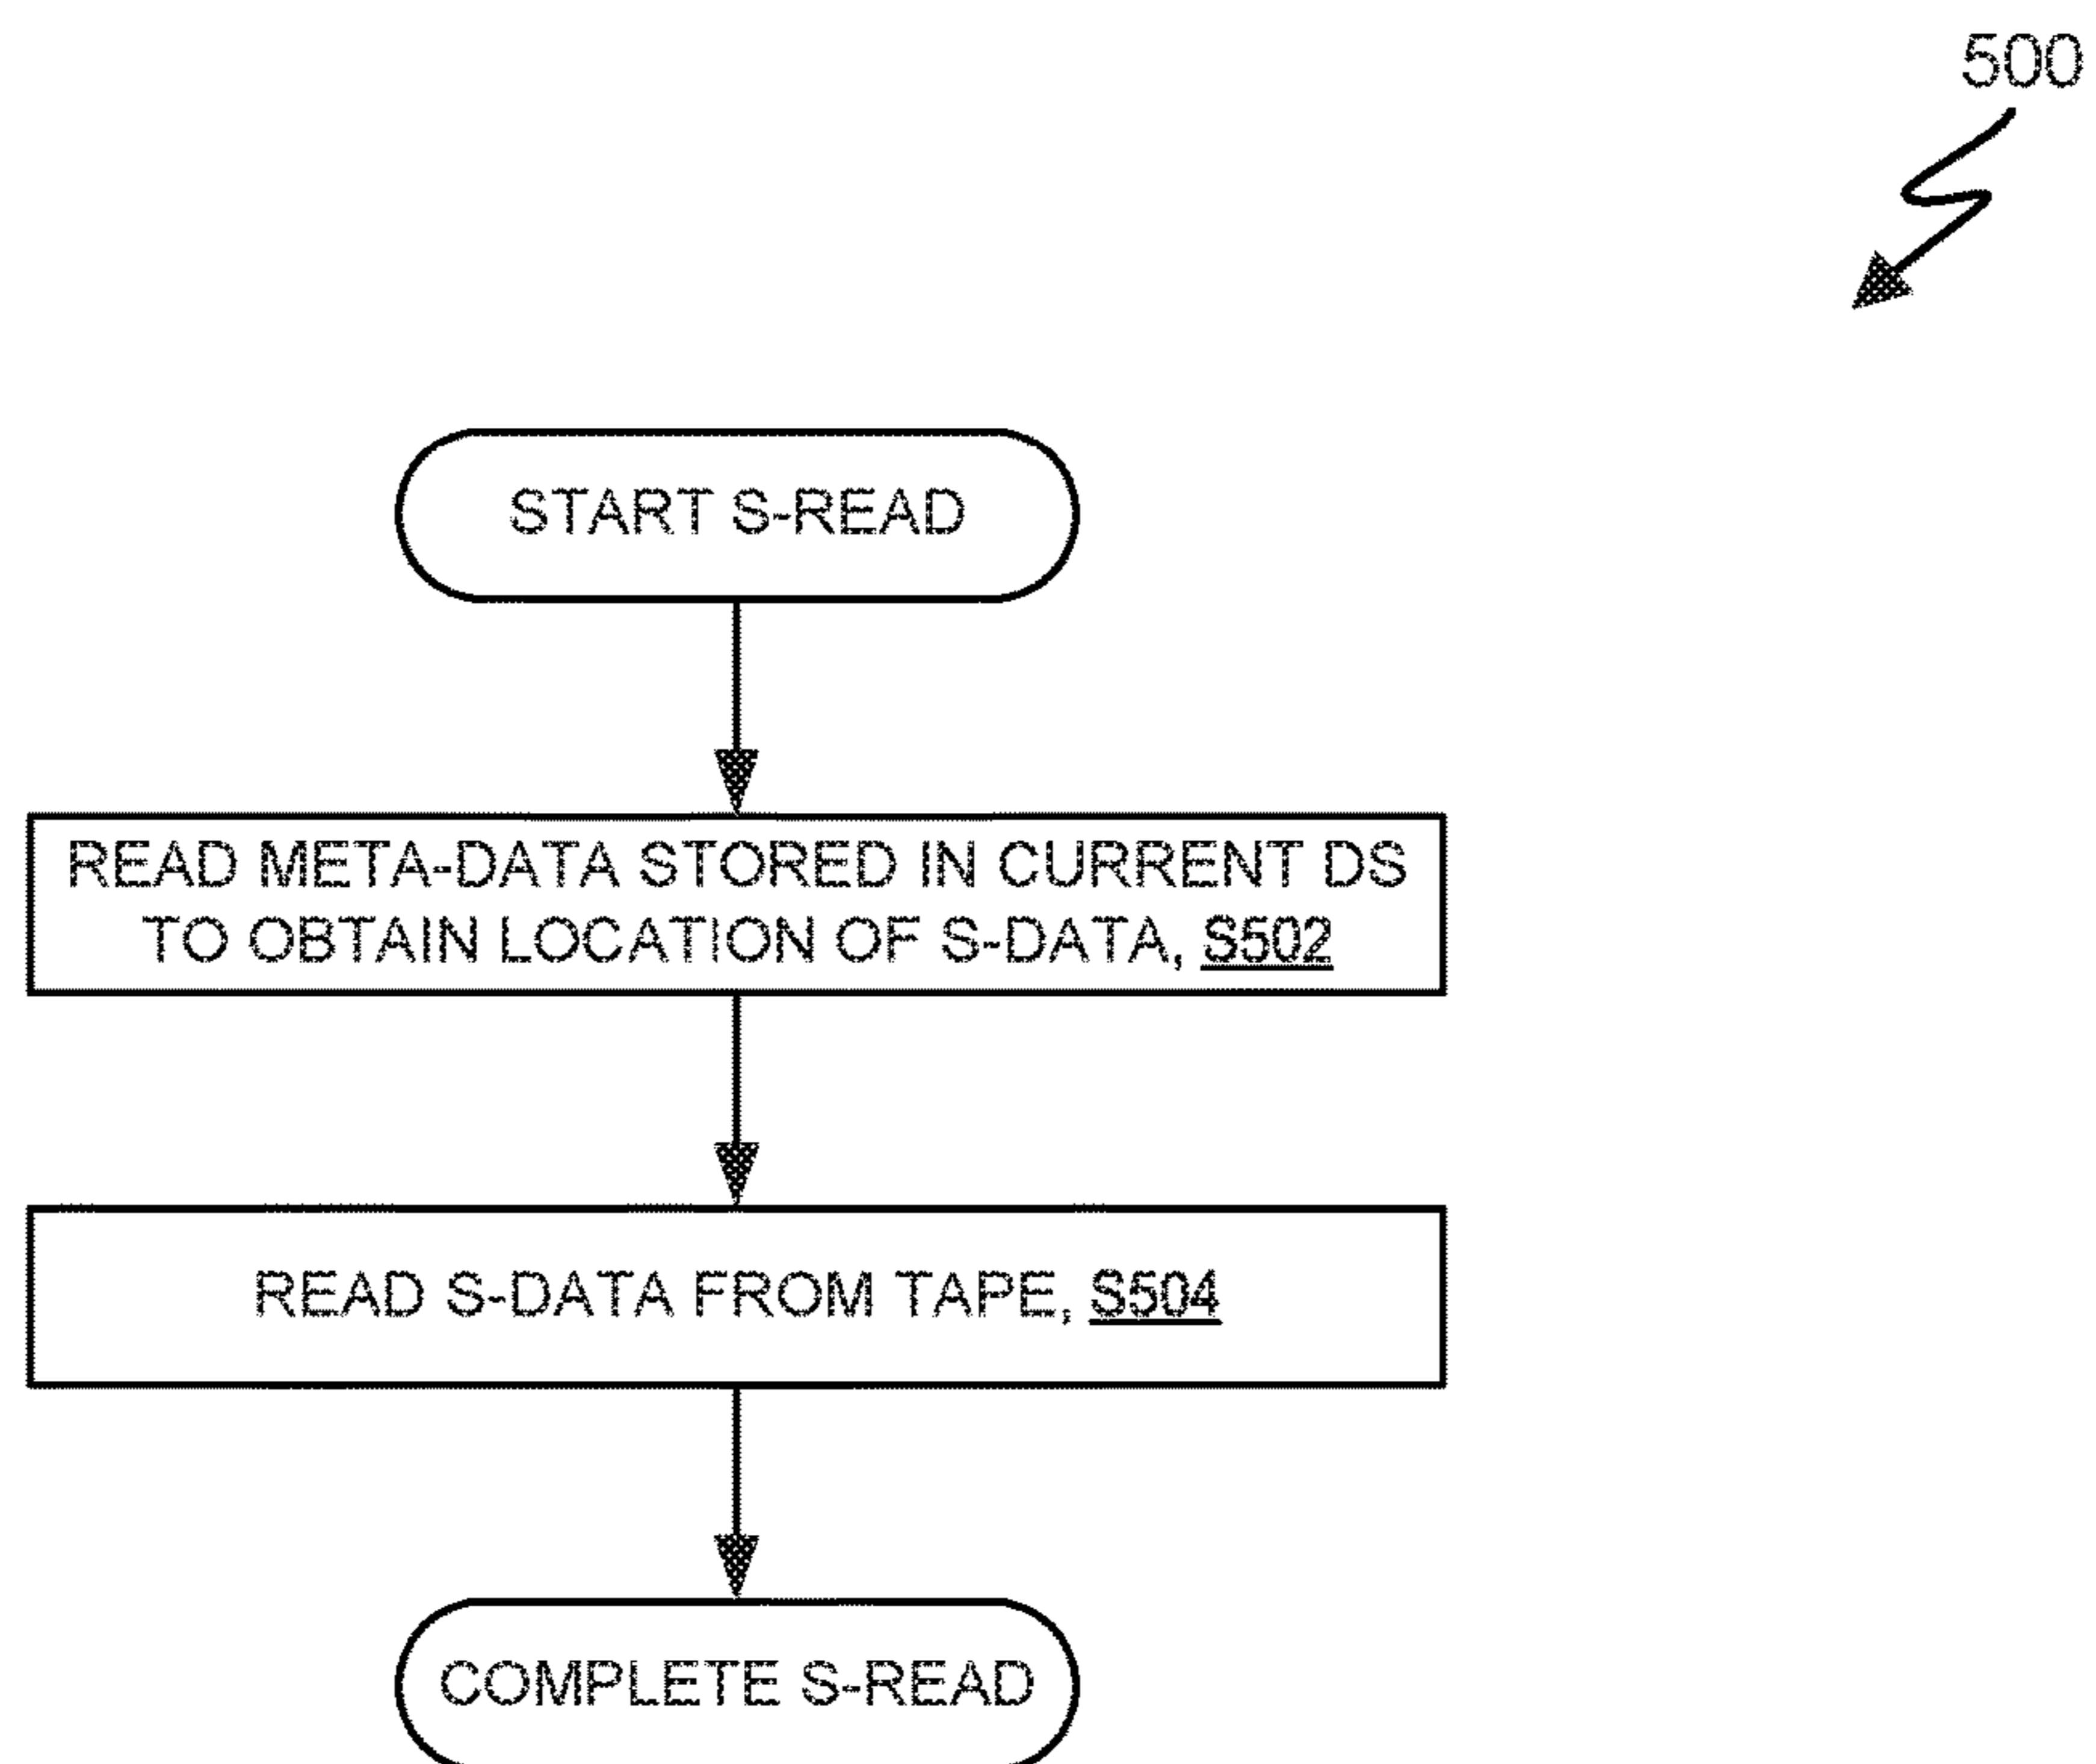 500
START S-READ
READ META-DATA STORED IN CURRENT DS
TO OBTAIN LOCATION OF S-DATA, S502
READ S-DATA FROM TAPE, S504
COMPLETE S-READ